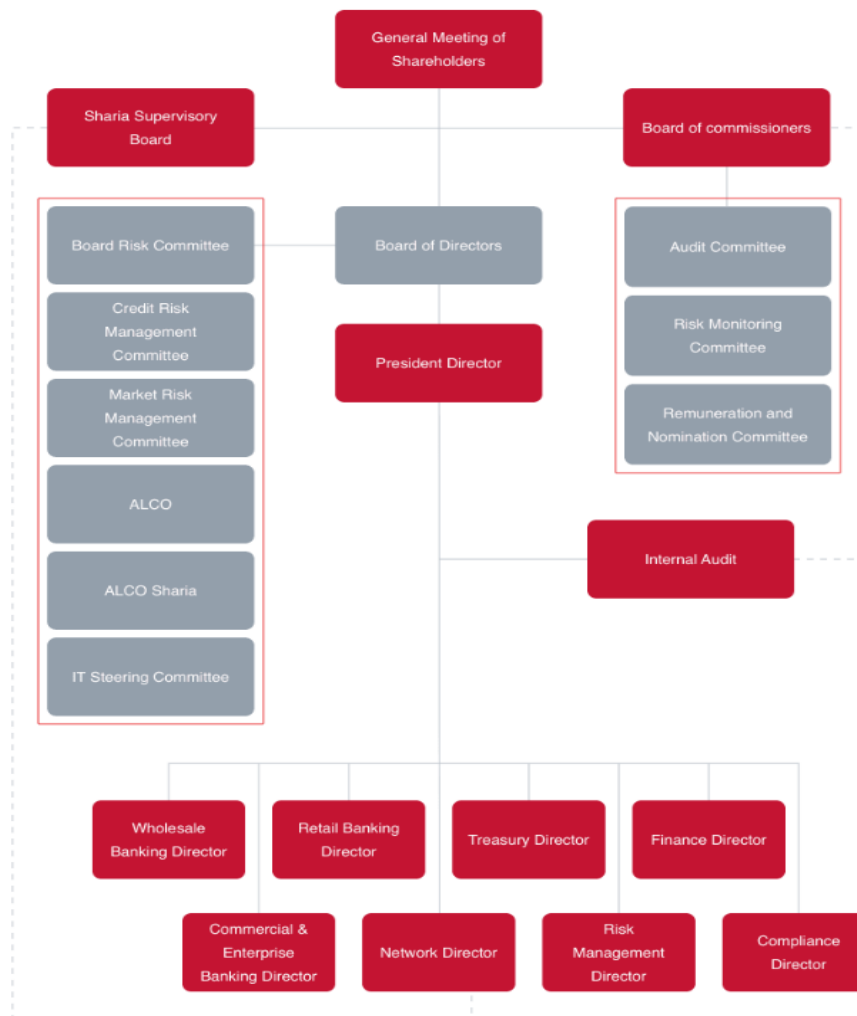 General Meeting of
Shareholders
Sharia Supervisory
Board
Board of commissioners
Board Risk Committee
Board of Directors
Audit Committee
Credit Risk
Management
Committee
Risk Monitoring
Committee
President Director
Market Risk
Management
Committee
Remuneration and
Nomination Committee
ALCO
Internal Audit
ALCO Sharia
IT Steering Committee
Wholesale
Banking Director
Retail Banking
Director
Treasury Director
Finance Director
Commercial &
Enterprise
Banking Director
Network Director
Risk
Management
Director
Compliance
Director